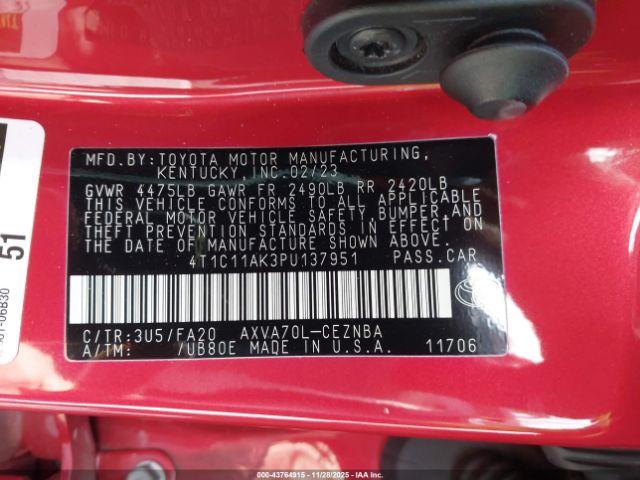 MFD.BY:TOYOTA MOTOR MANUFACTURING,
KENTUCKY,INC.02/23
GVWR 4475LB GAWR FR 2490LB RR 2420LB
THIS VEHICLE CONFORMS TO ALL APPLICABLE
FEDERAL MOTOR VEHICLE SAFETY,BUMPER,AND
THEFT PREVENTION STANDARDS IN EFFECT ON
THE DATE OF MANUFACTURE SHOWN ABOVE.
4T1C11AK3PU137951 PASS.CAR
C/TR:3U5/FA20 AXVA70L-CEZNBA
A/TM: /UB80E MADE IN U.S.A. 11706
51
06B30
000-43764915 | 11/28/2025 | IAA Inc.